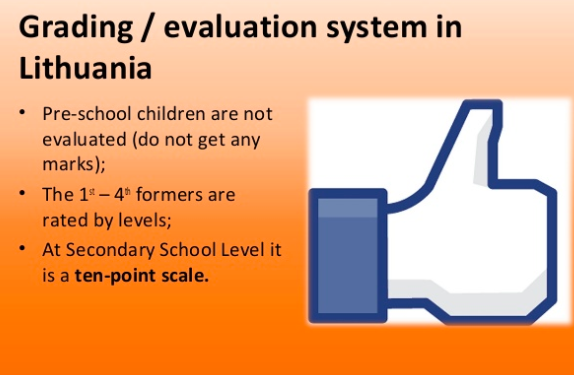 Grading / evaluation system in
Lithuania
• Pre-school children are not
evaluated (do not get any
marks);
• The 1st – 4th formers are
rated by levels;
• At Secondary School Level it
is a ten-point scale.